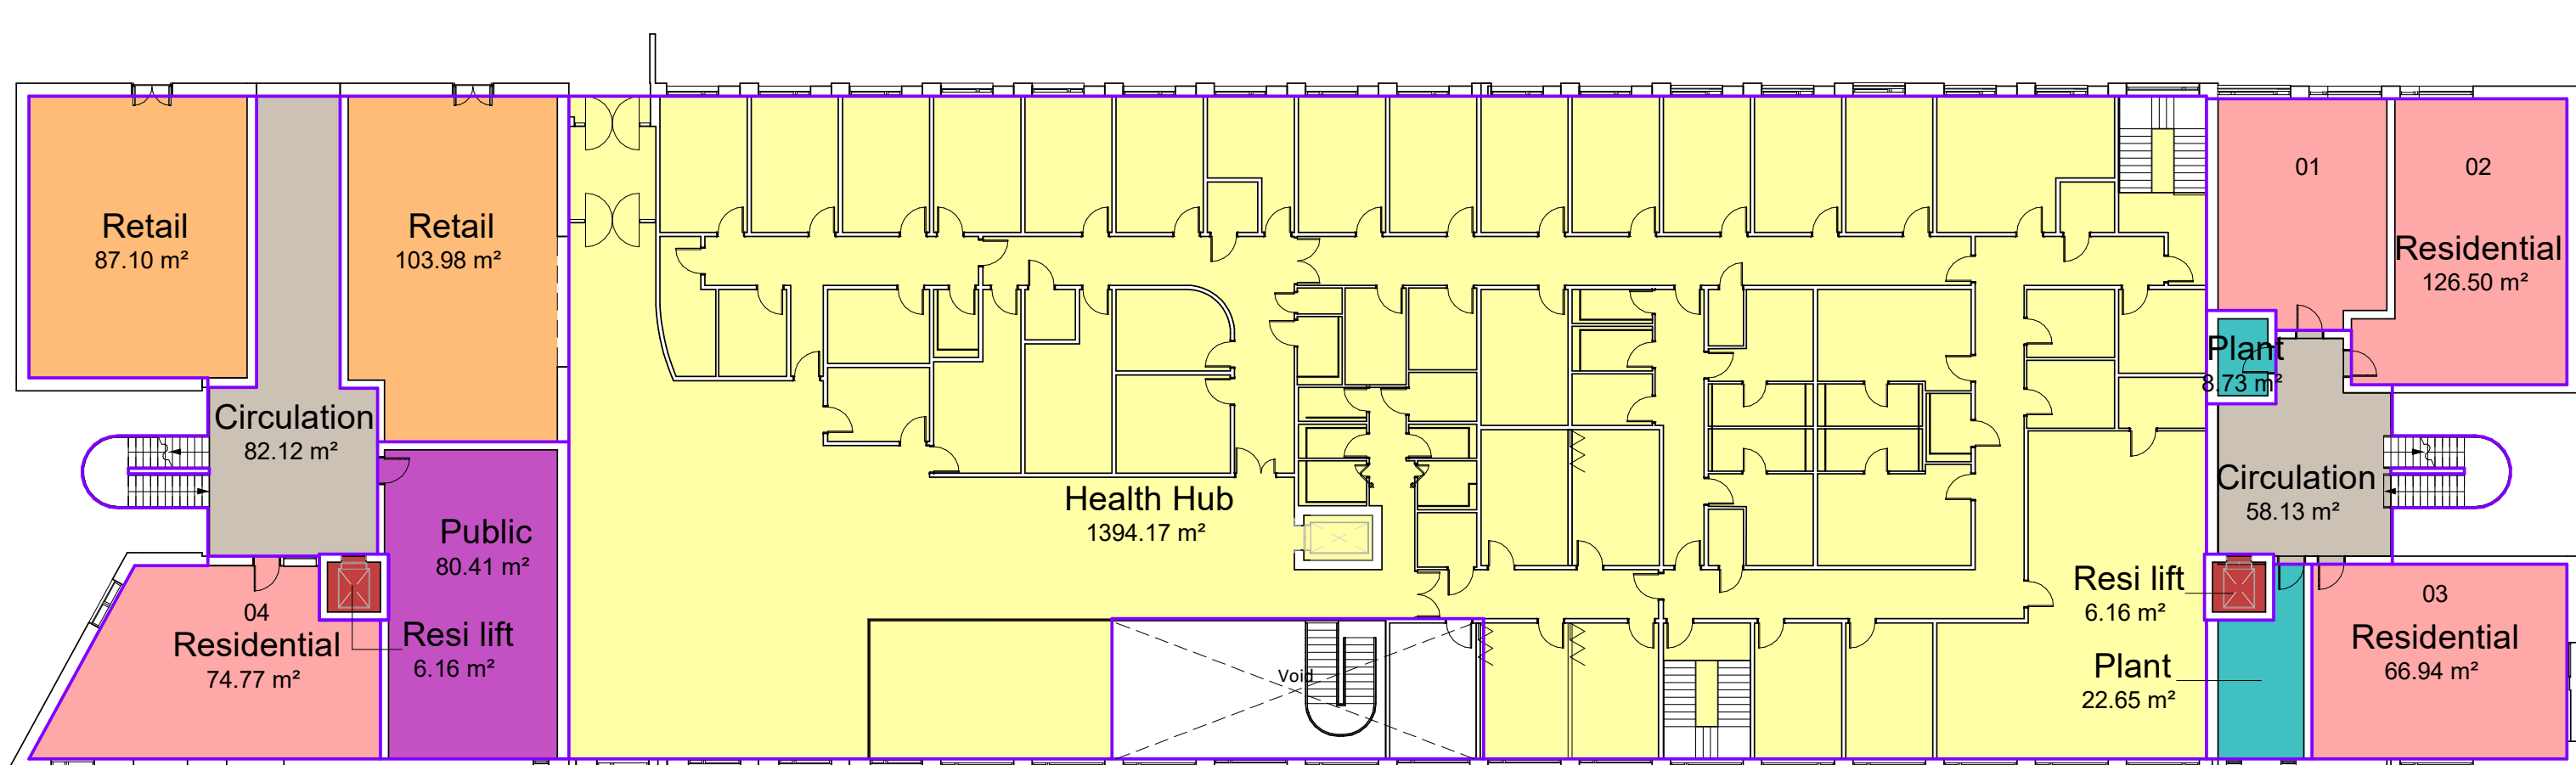 Retail
87.10 m²
Retail
103.98 m²
Circulation
82.12 m²
Public
80.41 m²
04
Residential
74.77 m²
Resi lift
6.16 m²
Health Hub
1394.17 m²
Void
01
02
Residential
126.50 m²
Plant
8.73 m²
Circulation
58.13 m²
Resi lift
6.16 m²
Plant
22.65 m²
03
Residential
66.94 m²